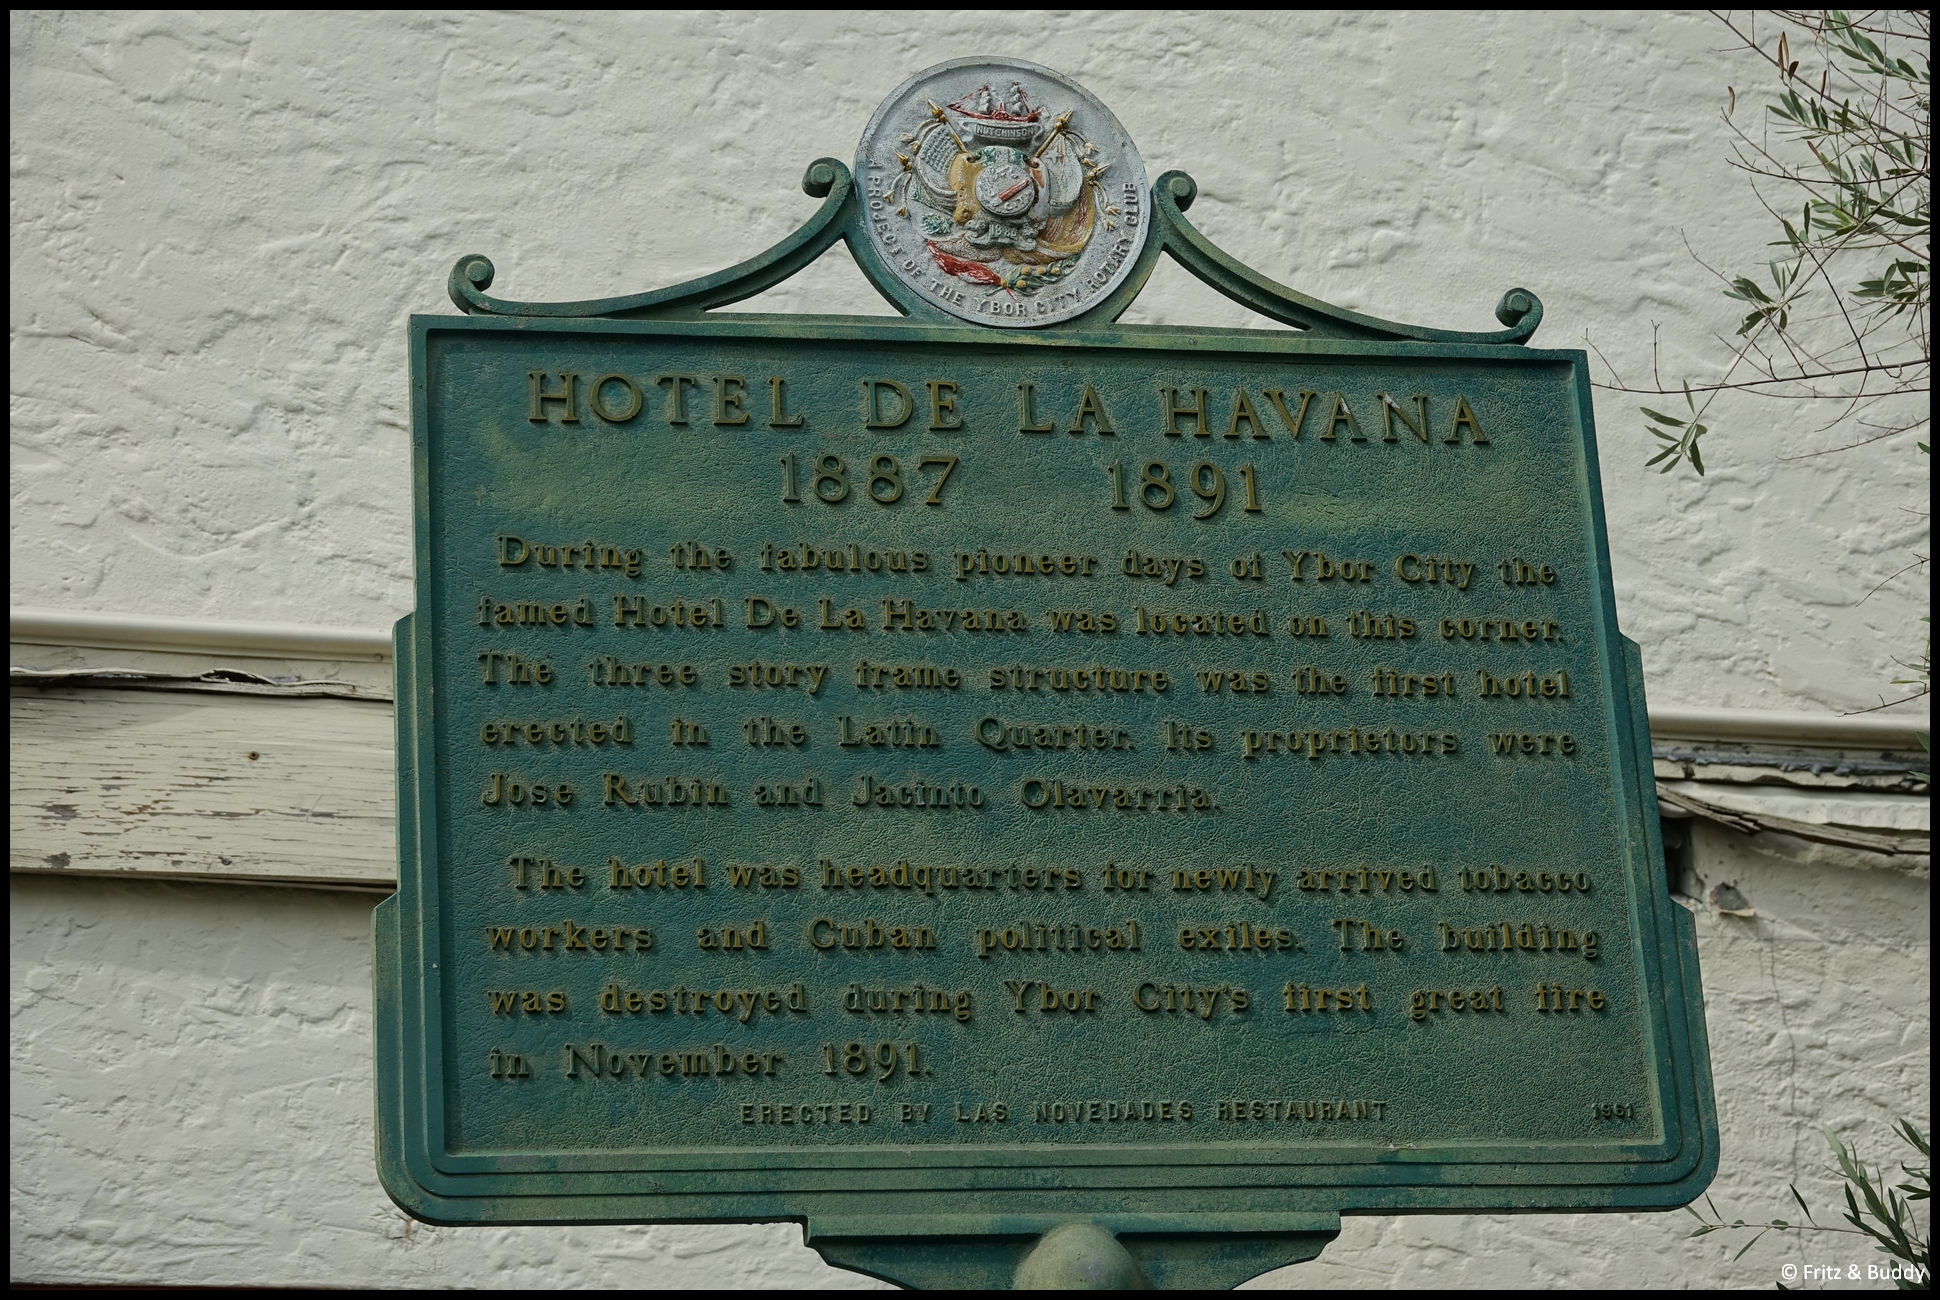 HUTCHINSON
1886
A PROJECT OF THE YBOR CITY ROTARY CLUB
HOTEL DE LA HAVANA
1887 1891
During the fabulous pioneer days of Ybor City the
famed Hotel De La Havana was located on this corner.
The three story frame structure was the first hotel
erected in the Latin Quarter. Its proprietors were
Jose Rubin and Jacinto Olavarria.
The hotel was headquarters for newly arrived tobacco
workers and Cuban political exiles. The building
was destroyed during Ybor City's first great fire
in November 1891.
ERECTED BY LAS NOVEDADES RESTAURANT 1961
© Fritz & Buddy